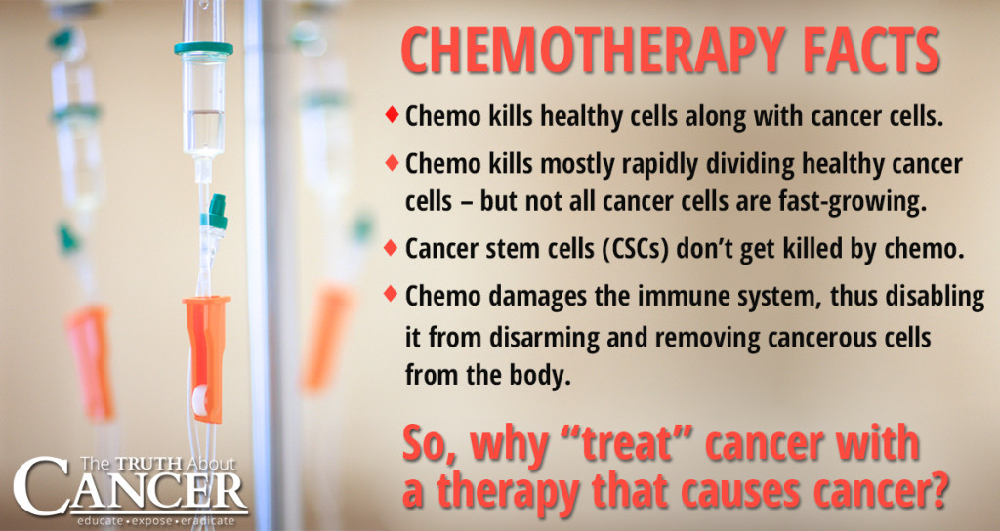 CHEMOTHERAPY FACTS
♦ Chemo kills healthy cells along with cancer cells.
♦ Chemo kills mostly rapidly dividing healthy cancer
cells – but not all cancer cells are fast-growing.
♦ Cancer stem cells (CSCs) don’t get killed by chemo.
♦ Chemo damages the immune system, thus disabling
it from disarming and removing cancerous cells
from the body.
So, why “treat” cancer with
a therapy that causes cancer?
The TRUTH About
CANCER
educate • expose • eradicate